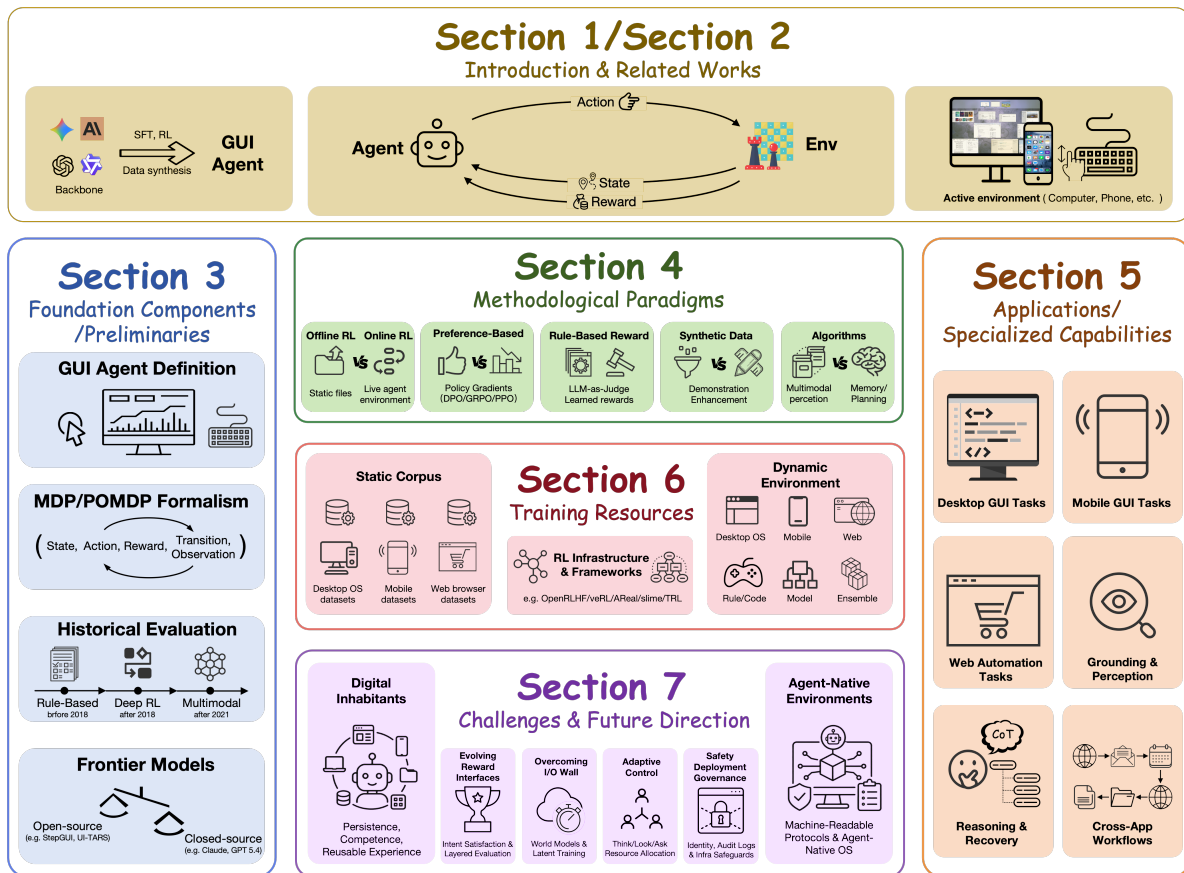 Section 1/Section 2
Introduction & Related Works
SFT, RL
Data synthesis
Backbone
GUI
Agent
Agent
Action
State
Reward
Env
Active environment ( Computer, Phone, etc. )
Section 3
Foundation Components
/Preliminaries
GUI Agent Definition
MDP/POMDP Formalism
( State, Action, Reward, Transition, Observation )
Historical Evaluation
Rule-Based
brfore 2018
Deep RL
after 2018
Multimodal
after 2021
Frontier Models
Open-source
(e.g. StepGUI, UI-TARS)
Closed-source
(e.g. Claude, GPT 5.4)
Section 4
Methodological Paradigms
Offline RL
VS
Online RL
Static files
Live agent
environment
Preference-Based
VS
Policy Gradients
(DPO/GRPO/PPO)
Rule-Based Reward
LLM-as-Judge
Learned rewards
Synthetic Data
VS
Demonstration
Enhancement
Algorithms
VS
Multimodal
percetion
Memory/
Planning
Section 6
Training Resources
Static Corpus
Desktop OS
datasets
Mobile
datasets
Web browser
datasets
RL Infrastructure
& Frameworks
e.g. OpenRLHF/veRL/AReal/slime/TRL
Dynamic
Environment
Desktop OS
Mobile
Web
Rule/Code
Model
Ensemble
Section 7
Challenges & Future Direction
Digital
Inhabitants
Persistence,
Competence,
Reusable Experience
Evolving
Reward
Interfaces
Intent Satisfaction &
Layered Evaluation
Overcoming
I/O Wall
World Models &
Latent Training
Adaptive
Control
Think/Look/Ask
Resource Allocation
Safety
Deployment
Governance
Identity, Audit Logs
& Infra Safeguards
Agent-Native
Environments
Machine-Readable
Protocols & Agent-
Native OS
Section 5
Applications/
Specialized Capabilities
Desktop GUI Tasks
Mobile GUI Tasks
Web Automation
Tasks
Grounding &
Perception
CoT
Reasoning &
Recovery
Cross-App
Workflows